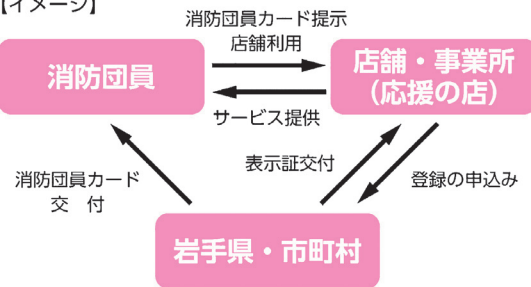 【イメージ】
消防団員カード提示
店舗利用
消防団員
店舗・事業所
（応援の店）
サービス提供
消防団員カード
交　付
表示証交付
登録の申込み
岩手県・市町村